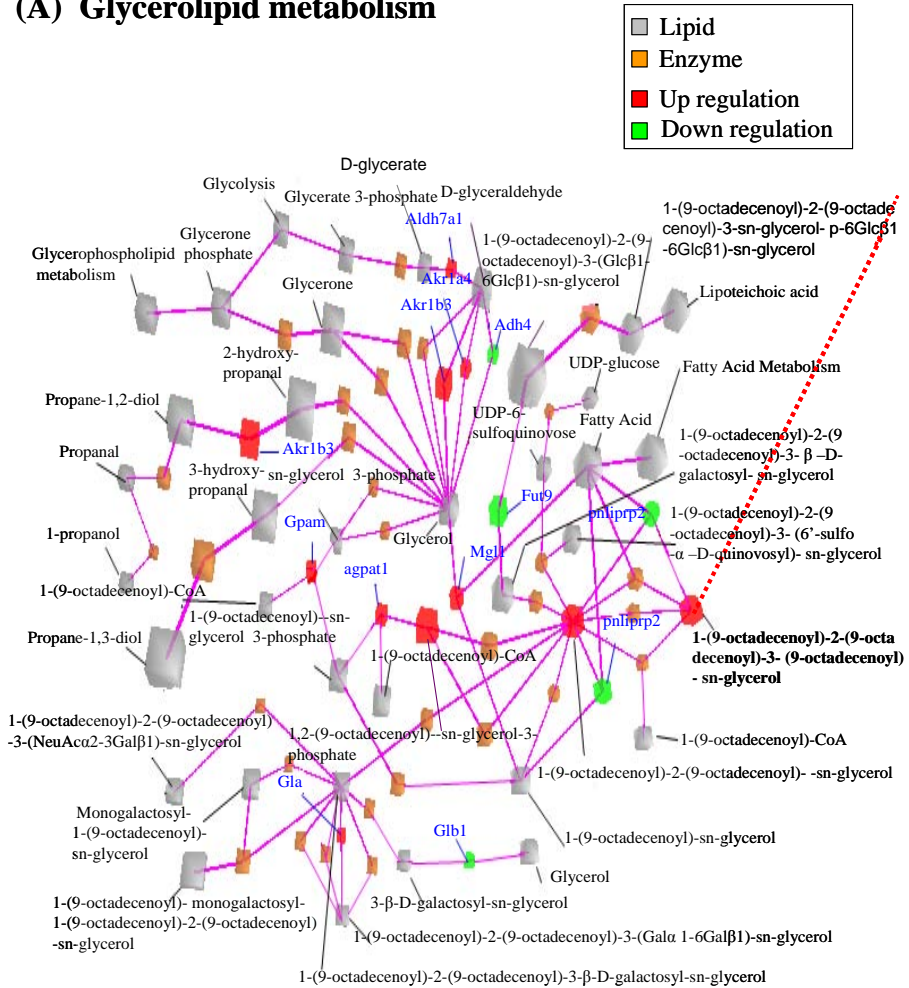 (A) Glycerolipid metabolism
Lipid
Enzyme
Up regulation
Down regulation
D-glycerate
Glycolysis
Glycerate 3-phosphate
D-glyceraldehyde
Aldh7a1
1-(9-octadecenoyl)-2-(9-octade
cenoyl)-3-sn-glycerol- p-6Glcβ1
-6Glcβ1)-sn-glycerol
Glycerophospholipid
metabolism
Glycerone
phosphate
Glycerone
Akr1a4
Akr1b3
1-(9-octadecenoyl)-2-(9-
octadecenoyl)-3-(Glcβ1-
6Glcβ1)-sn-glycerol
Lipoteichoic acid
Adh4
2-hydroxy-
propanal
UDP-glucose
Fatty Acid Metabolism
Propane-1,2-diol
UDP-6-
sulfoquinovose
Fatty Acid
Propanal
Akr1b3
1-(9-octadecenoyl)-2-(9
-octadecenoyl)-3- β –D-
galactosyl- sn-glycerol
3-hydroxy-
propanal
sn-glycerol 3-phosphate
Fut9
pnliprp2
1-propanol
Gpam
Glycerol
1-(9-octadecenoyl)-2-(9
-octadecenoyl)-3- (6’-sulfo
-α –D-quinovosyl)- sn-glycerol
Mgl1
agpat1
1-(9-octadecenoyl)-CoA
1-(9-octadecenoyl)--sn-
glycerol 3-phosphate
pnliprp2
Propane-1,3-diol
1-(9-octadecenoyl)-CoA
1-(9-octadecenoyl)-2-(9-octa
decenoyl)-3- (9-octadecenoyl)
- sn-glycerol
1-(9-octadecenoyl)-2-(9-octadecenoyl)
-3-(NeuAcα2-3Galβ1)-sn-glycerol
1,2-(9-octadecenoyl)--sn-glycerol-3-
phosphate
1-(9-octadecenoyl)-CoA
1-(9-octadecenoyl)-2-(9-octadecenoyl)- -sn-glycerol
Gla
Monogalactosyl-
1-(9-octadecenoyl)-
sn-glycerol
Glb1
1-(9-octadecenoyl)-sn-glycerol
Glycerol
1-(9-octadecenoyl)- monogalactosyl-
1-(9-octadecenoyl)-2-(9-octadecenoyl)
-sn-glycerol
3-β-D-galactosyl-sn-glycerol
1-(9-octadecenoyl)-2-(9-octadecenoyl)-3-(Galα 1-6Galβ1)-sn-glycerol
1-(9-octadecenoyl)-2-(9-octadecenoyl)-3-β-D-galactosyl-sn-glycerol